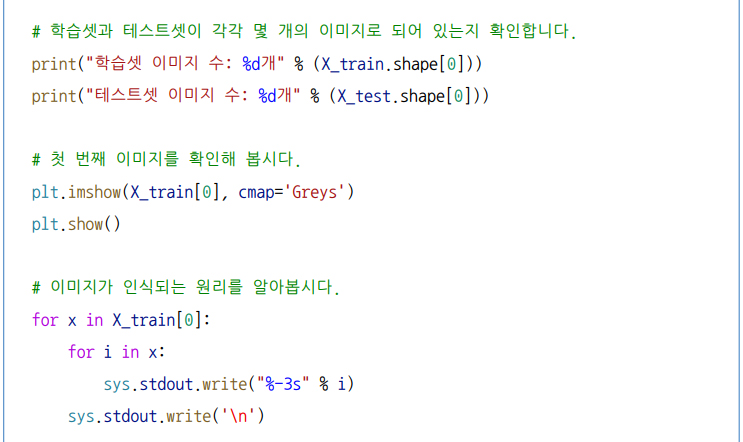 # 학습셋과 테스트셋이 각각 몇 개의 이미지로 되어 있는지 확인합니다.
print("학습셋 이미지 수: %d개" % (X_train.shape[0]))
print("테스트셋 이미지 수: %d개" % (X_test.shape[0]))
# 첫 번째 이미지를 확인해 봅시다.
plt.imshow(X_train[0], cmap='Greys')
plt.show()
# 이미지가 인식되는 원리를 알아봅시다.
for x in X_train[0]:
    for i in x:
        sys.stdout.write("%-3s" % i)
    sys.stdout.write('\n')